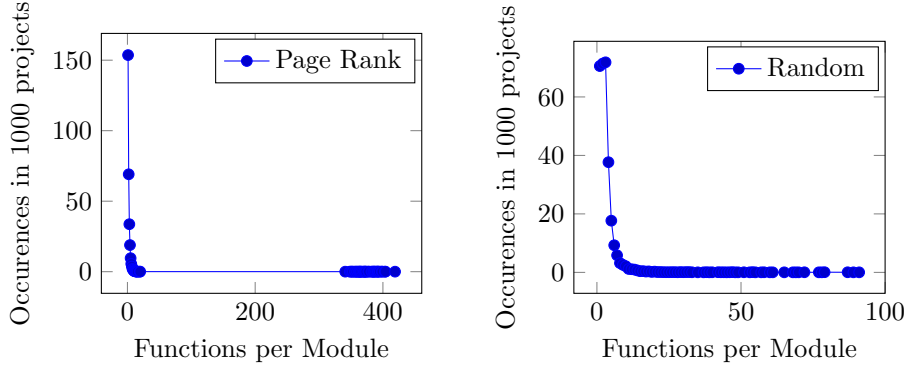 Occurences in 1000 projects
150
100
50
0
Page Rank
0
200
400
Functions per Module
Occurences in 1000 projects
60
40
20
0
Random
0
50
100
Functions per Module